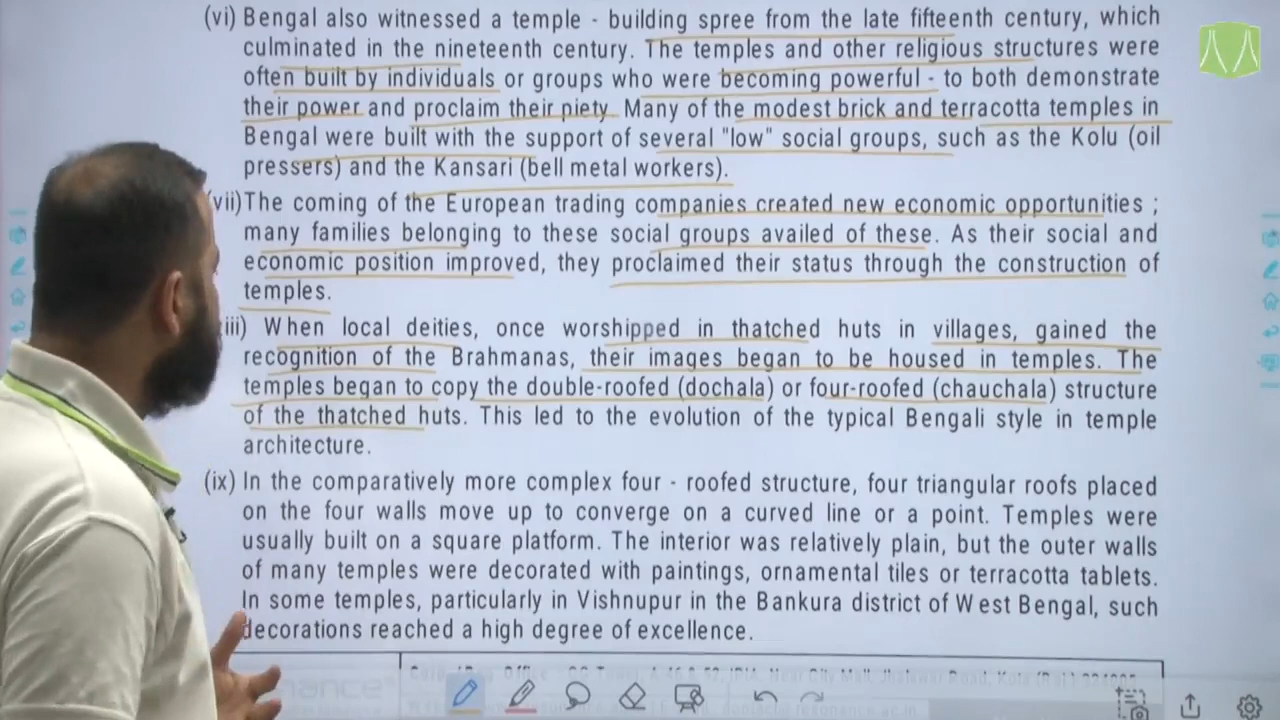 (vi) Bengal also witnessed a temple - building spree from the late fifteenth century, which
culminated in the nineteenth century. The temples and other religious structures were
often built by individuals or groups who were becoming powerful - to both demonstrate
their power and proclaim their piety. Many of the modest brick and terracotta temples in
Bengal were built with the support of several "low" social groups, such as the Kolu (oil
pressers) and the Kansari (bell metal workers).
(vii) The coming of the European trading companies created new economic opportunities ;
many families belonging to these social groups availed of these. As their social and
economic position improved, they proclaimed their status through the construction of
temples.
iii) When local deities, once worshipped in thatched huts in villages, gained the
recognition of the Brahmanas, their images began to be housed in temples. The
temples began to copy the double-roofed (dochala) or four-roofed (chauchala) structure
of the thatched huts. This led to the evolution of the typical Bengali style in temple
architecture.
(ix) In the comparatively more complex four - roofed structure, four triangular roofs placed
on the four walls move up to converge on a curved line or a point. Temples were
usually built on a square platform. The interior was relatively plain, but the outer walls
of many temples were decorated with paintings, ornamental tiles or terracotta tablets.
In some temples, particularly in Vishnupur in the Bankura district of West Bengal, such
decorations reached a high degree of excellence.